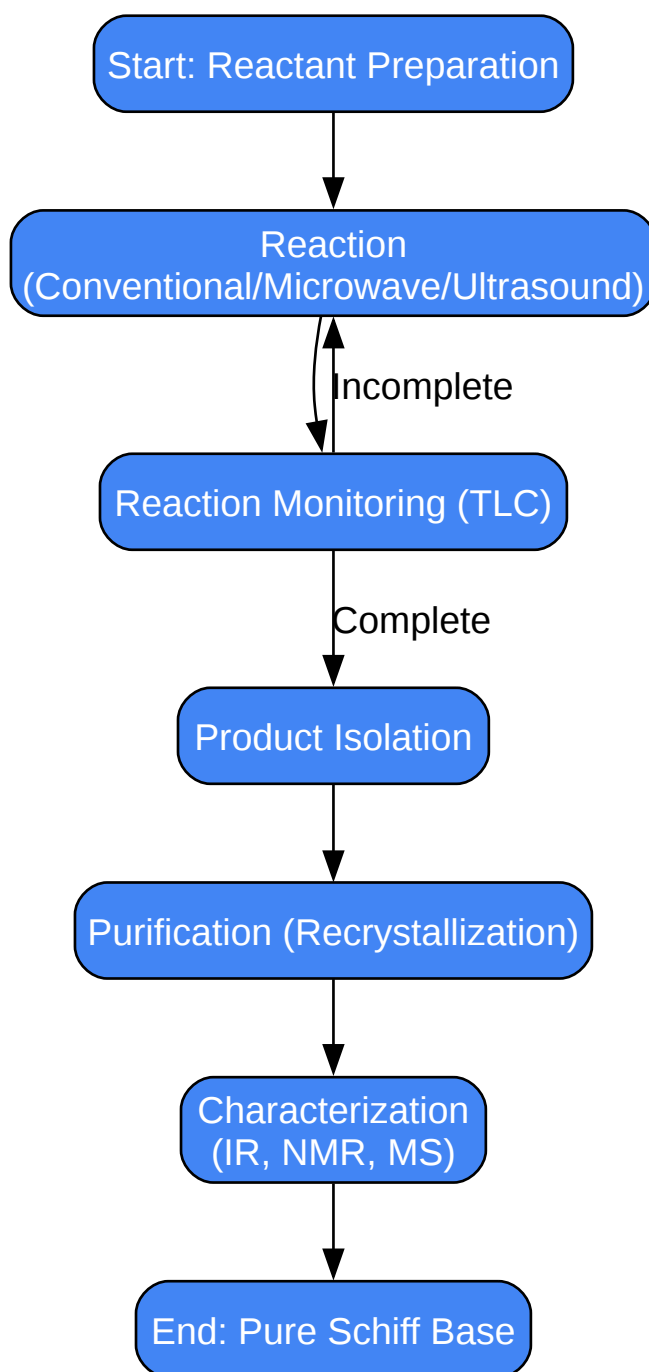 Start: Reactant Preparation
Reaction
(Conventional/Microwave/Ultrasound)
Incomplete
Reaction Monitoring (TLC)
Complete
Product Isolation
Purification (Recrystallization)
Characterization
(IR, NMR, MS)
End: Pure Schiff Base